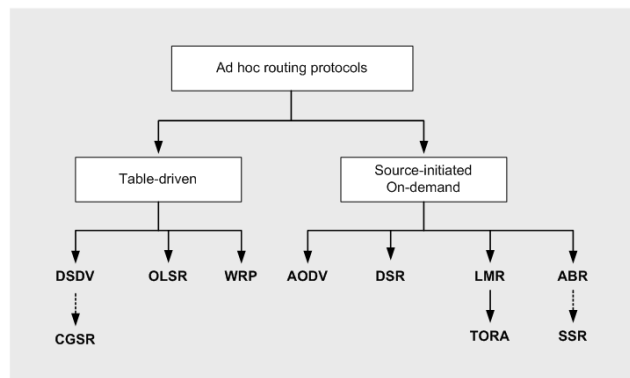 Ad hoc routing protocols
Table-driven
Source-initiated
On-demand
DSDV
OLSR
WRP
AODV
DSR
LMR
ABR
CGSR
TORA
SSR